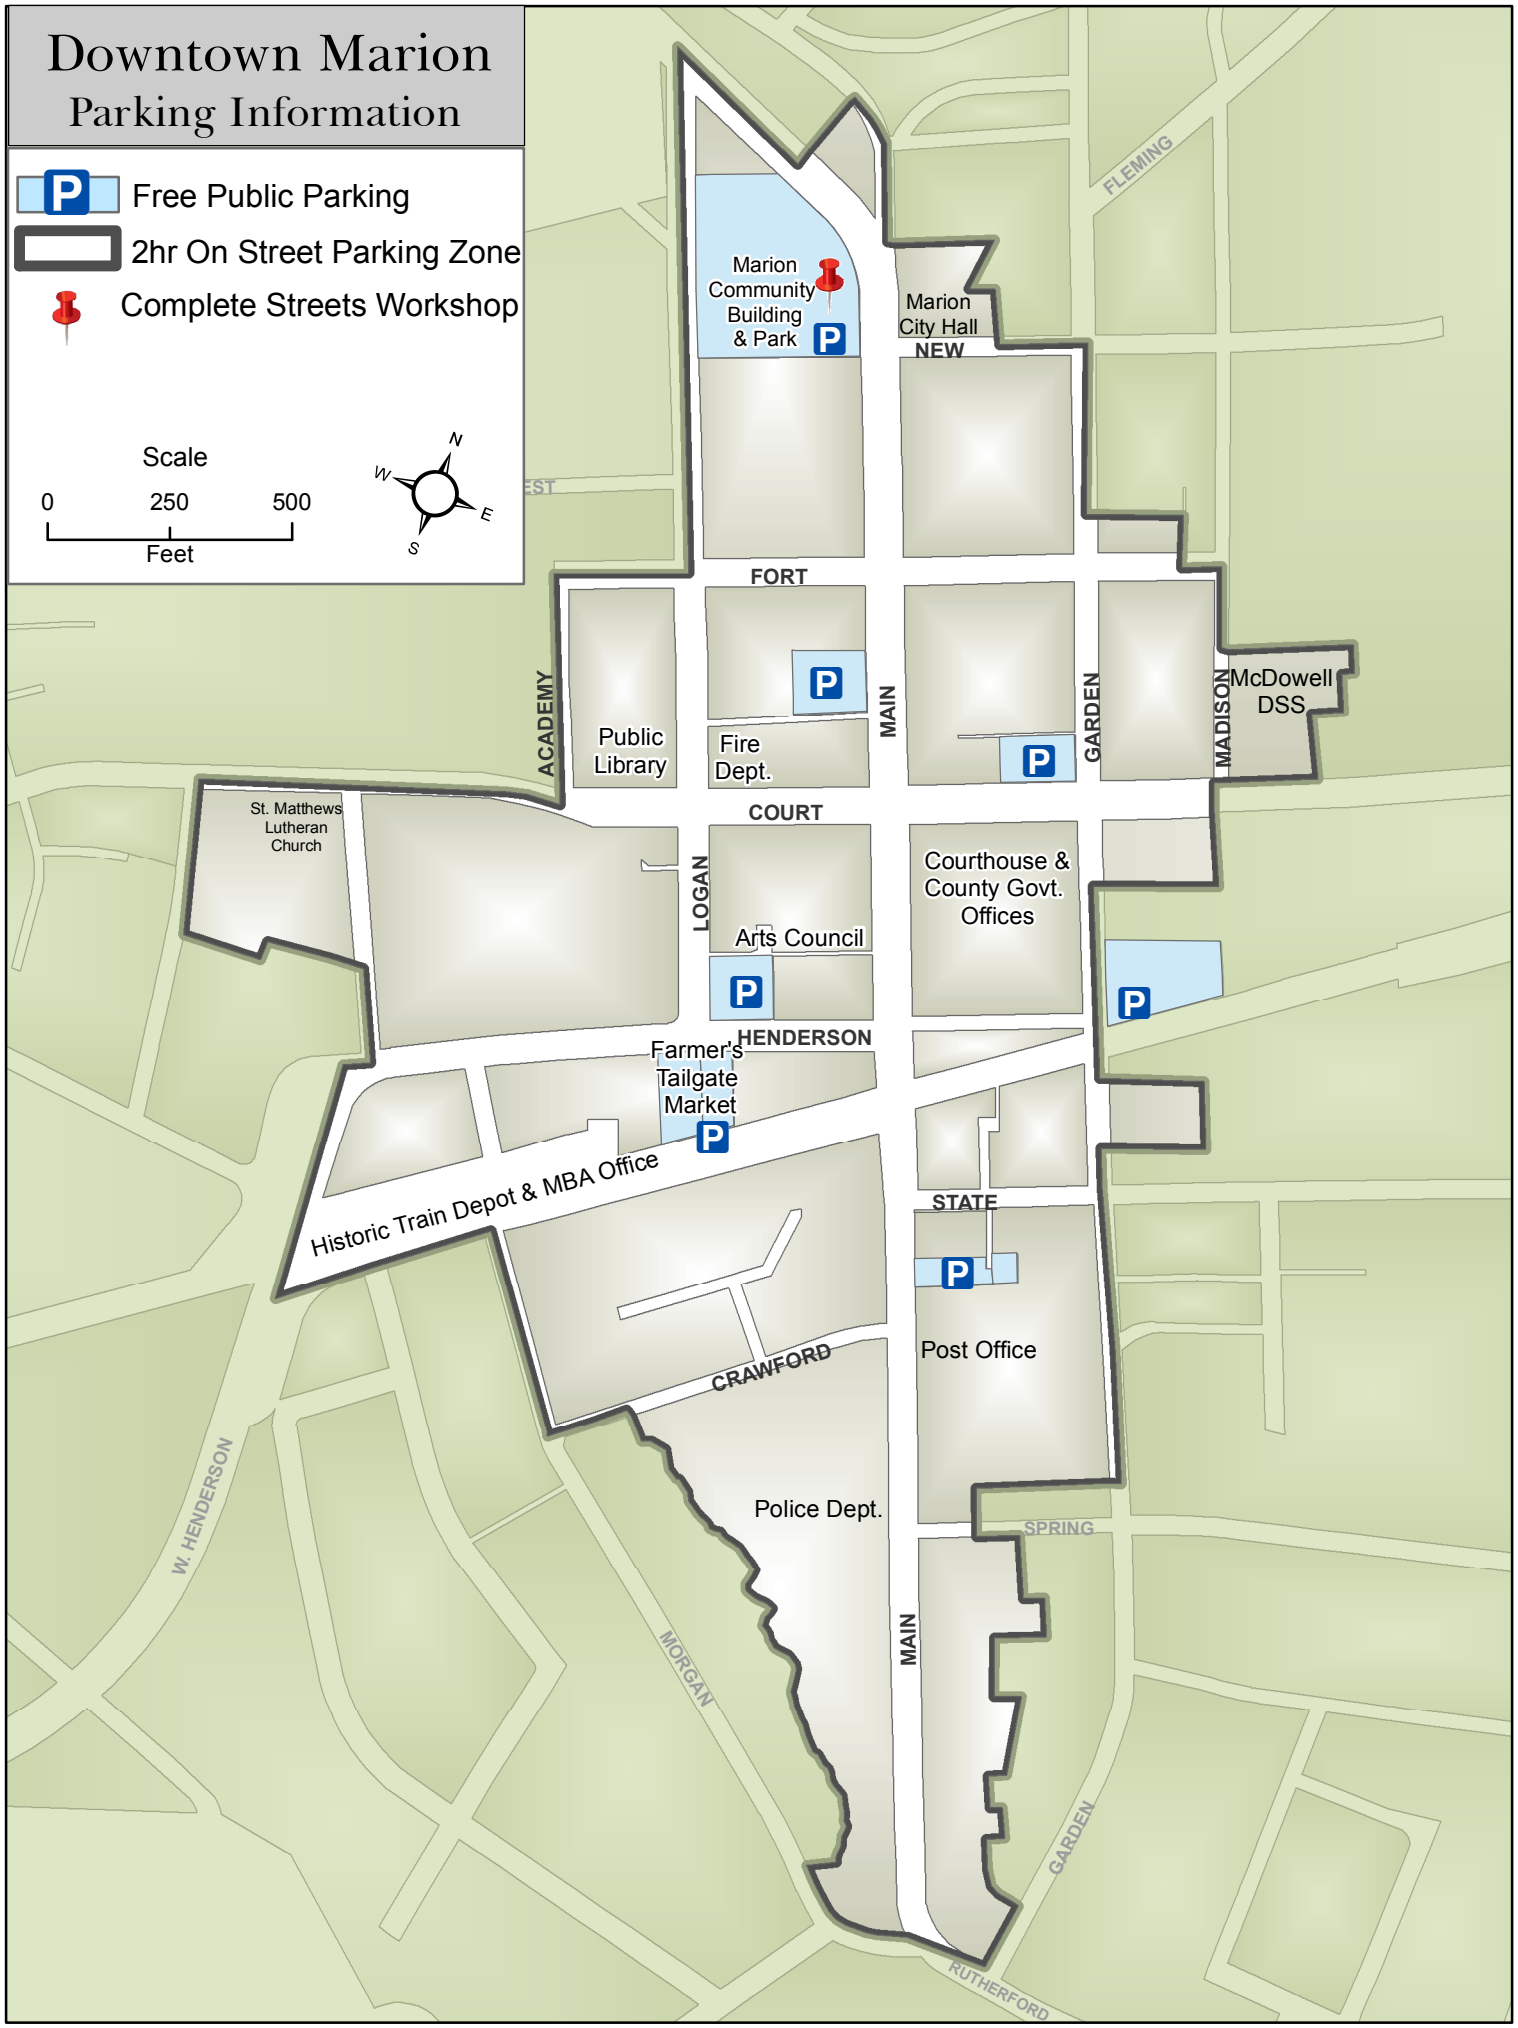 Downtown Marion
Parking Information
P Free Public Parking
2hr On Street Parking Zone
Complete Streets Workshop
Scale
0 250 500
Feet
N
W
E
S
FLEMING
Marion
Community
Building
& Park
P
Marion
City Hall
NEW
EST
FORT
ACADEMY
Public
Library
P
Fire
Dept.
MAIN
P
GARDEN
MADISON
McDowell
DSS
St. Matthews
Lutheran
Church
COURT
LOGAN
Arts Council
P
Courthouse &
County Govt.
Offices
P
HENDERSON
Farmer's
Tailgate
Market
P
Historic Train Depot & MBA Office
STATE
P
Post Office
CRAWFORD
W. HENDERSON
Police Dept.
SPRING
MORGAN
MAIN
GARDEN
RUTHERFORD